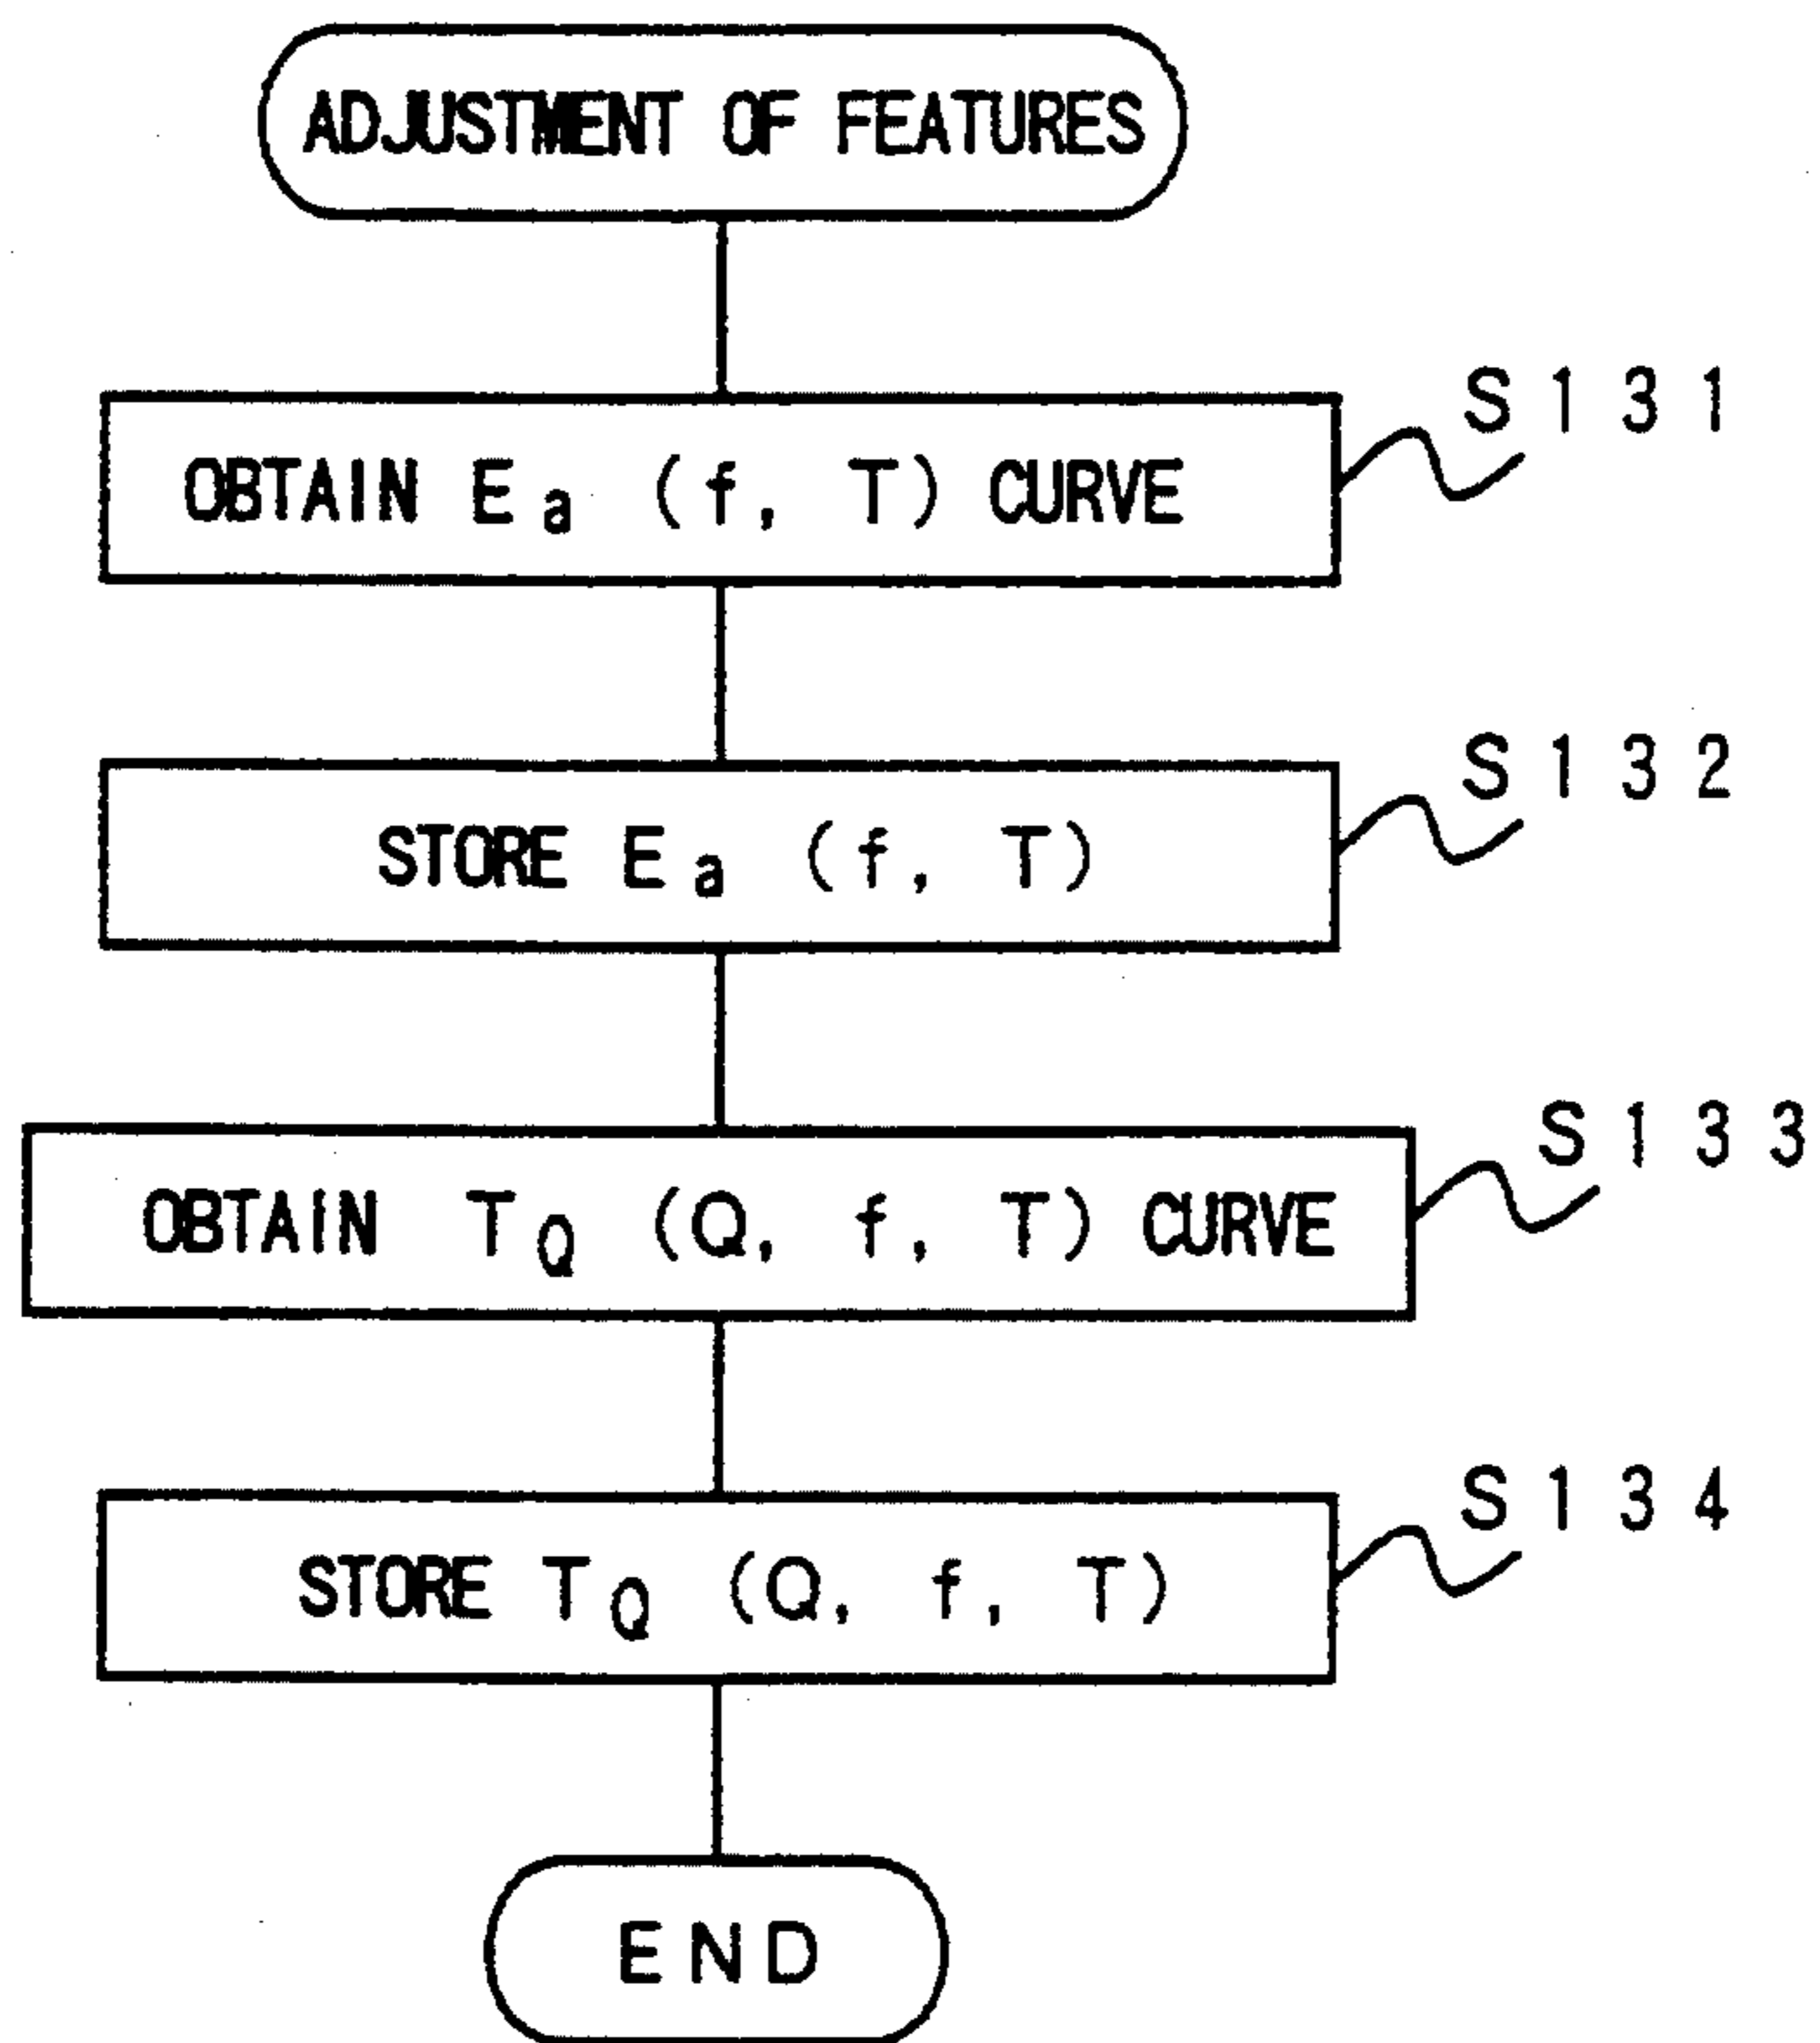 ADJUSTMENT OF FEATURES
S131
OBTAIN Ea (f, T) CURVE
S132
STORE Ea (f, T)
S133
OBTAIN TQ (Q, f, T) CURVE
S134
STORE TQ (Q, f, T)
END